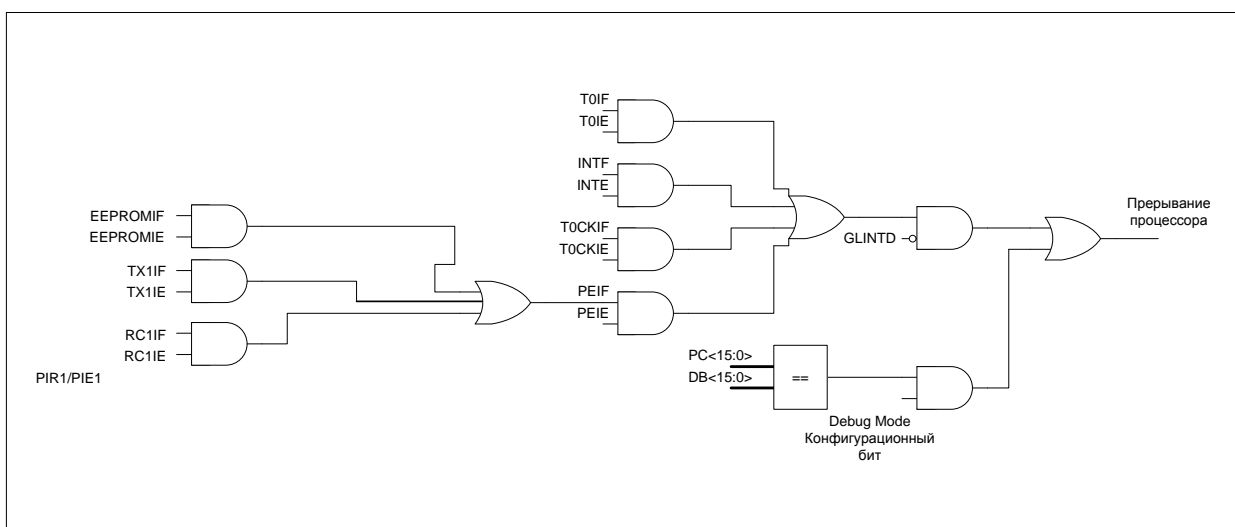 EEPROMIF
EEPROMIE
TX1IF
TX1IE
RC1IF
RC1IE
PIR1/PIE1
T0IF
T0IE
INTF
INTE
T0CKIF
T0CKIE
PEIF
PEIE
PC<15:0>
DB<15:0>
==
Debug Mode
Конфигурационный
бит
GLINTD
Прерывание
процессора